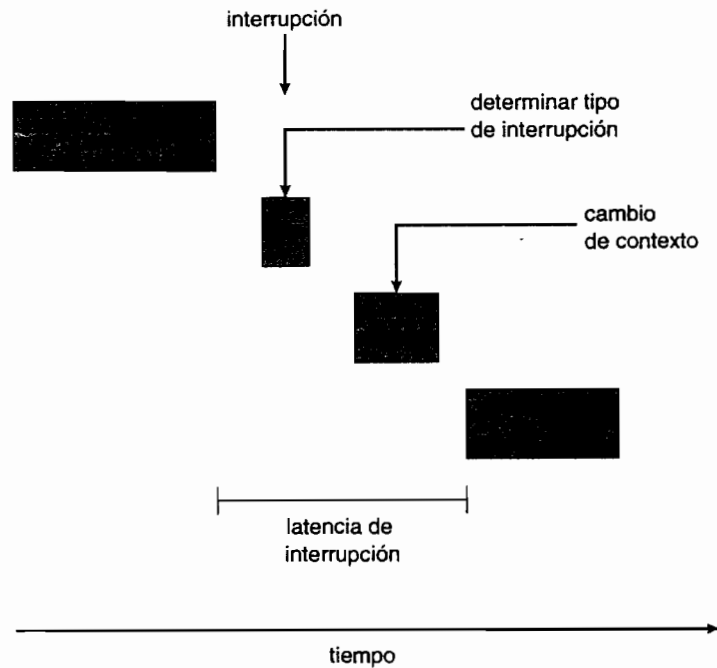 interrupción
determinar tipo
de interrupción
cambio
de contexto
latencia de
interrupción
tiempo